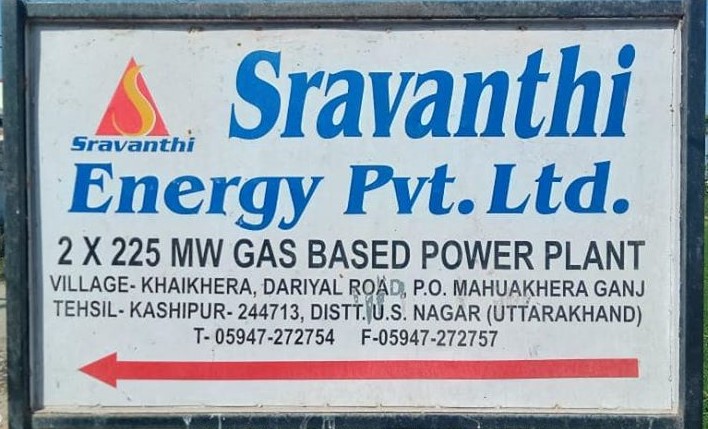 Sravanthi
Sravanthi
Energy Pvt. Ltd.
2 X 225 MW GAS BASED POWER PLANT
VILLAGE- KHAIKHERA, DARIYAL ROAD, P.O. MAHUAKHERA GANJ
TEHSIL- KASHIPUR- 244713, DISTT. U.S. NAGAR (UTTARAKHAND)
T- 05947-272754 F-05947-272757